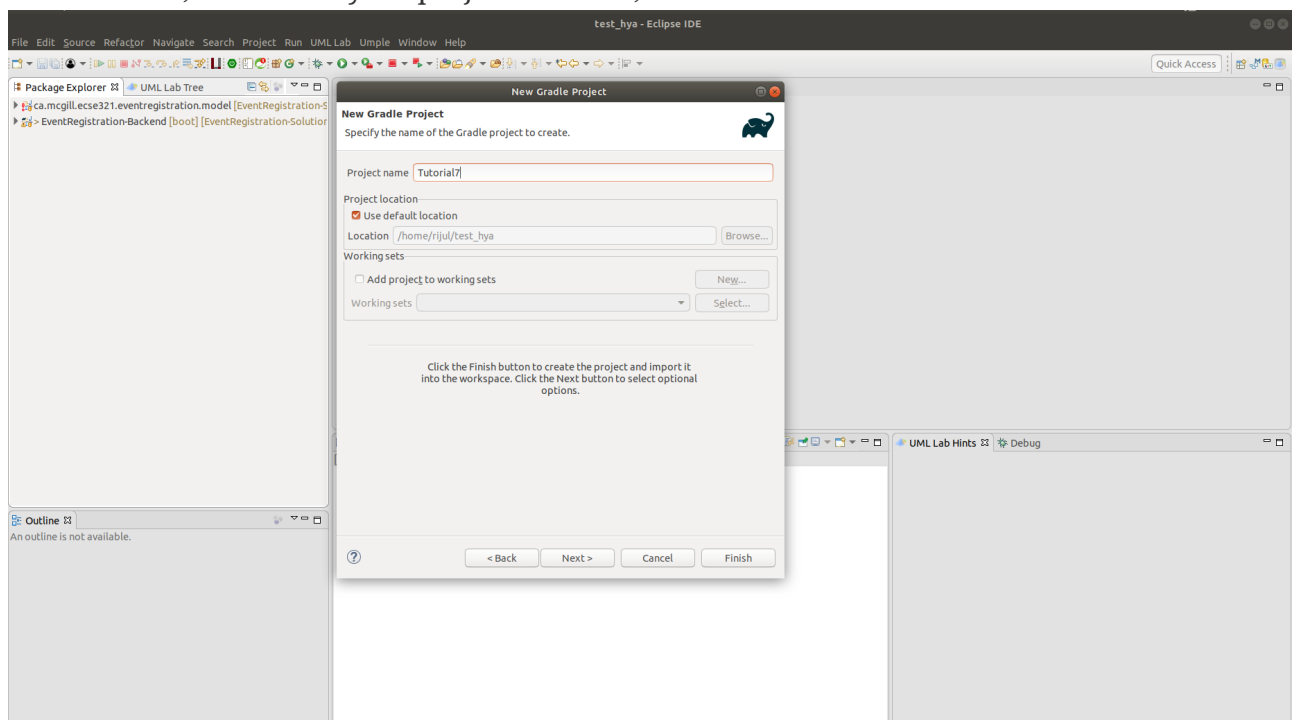 test_hya - Eclipse IDE
File Edit Source Refactor Navigate Search Project Run UML Lab Umple Window Help
Quick Access
Package Explorer UML Lab Tree
ca.mcgill.ecse321.eventregistration.model [EventRegistration-S
> EventRegistration-Backend [boot] [EventRegistration-Solution
New Gradle Project
New Gradle Project
Specify the name of the Gradle project to create.
Project name Tutorial7
Project location
Use default location
Location /home/rijul/test_hya Browse...
Working sets
Add project to working sets New...
Working sets Select...
Click the Finish button to create the project and import it
into the workspace. Click the Next button to select optional
options.
UML Lab Hints Debug
Outline
An outline is not available.
? < Back Next > Cancel Finish